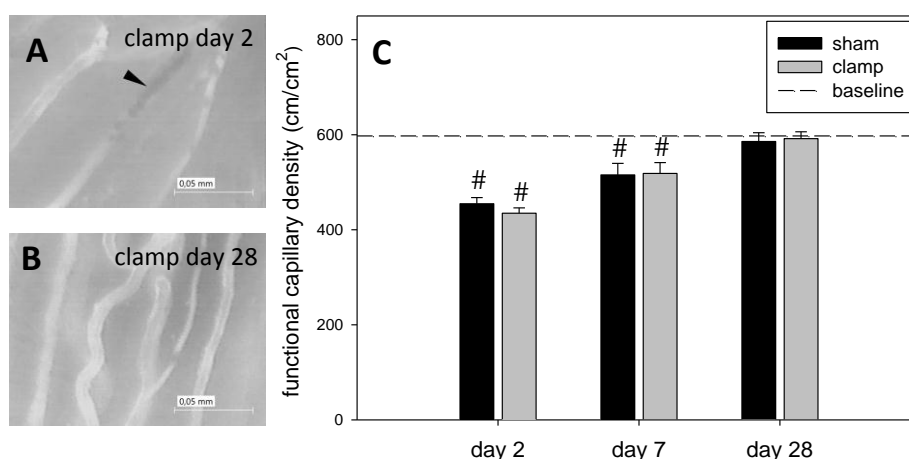 A clamp day 2
0,05 mm
B clamp day 28
0,05 mm
C
functional capillary density (cm/cm²)
800
600
400
200
0
sham
clamp
baseline
# #
# #
day 2 day 7 day 28